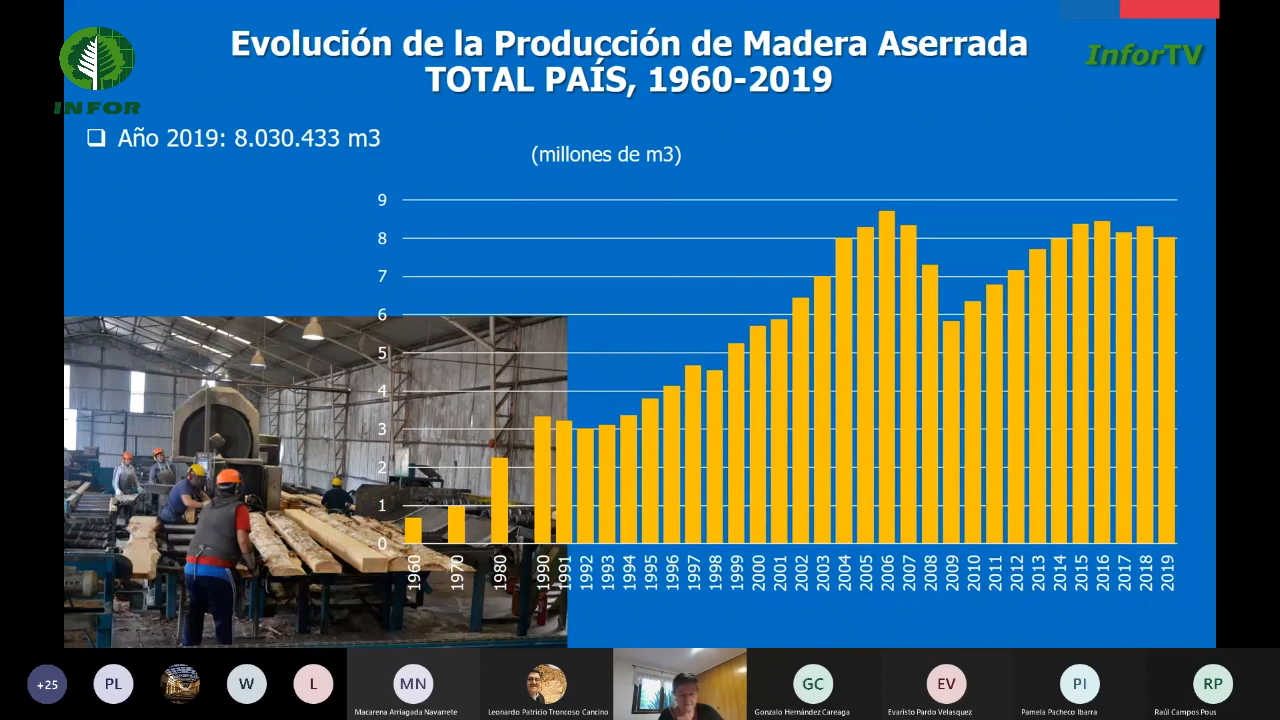 Evolución de la Producción de Madera Aserrada
TOTAL PAÍS, 1960-2019
INFOR
InforTV
Año 2019: 8.030.433 m3
(millones de m3)
9
8
7
6
5
4
3
2
1
0
1960 1970 1980 1990 1991 1992 1993 1994 1995 1996 1997 1998 1999 2000 2001 2002 2003 2004 2005 2006 2007 2008 2009 2010 2011 2012 2013 2014 2015 2016 2017 2018 2019
+25 PL W L MN GC EV PI RP
Macarena Arriagada Navarrete Leonardo Patricio Troncoso Cancino Gonzalo Hernández Careaga Evaristo Pardo Velasquez Pamela Pacheco Ibarra Raúl Campos Pous